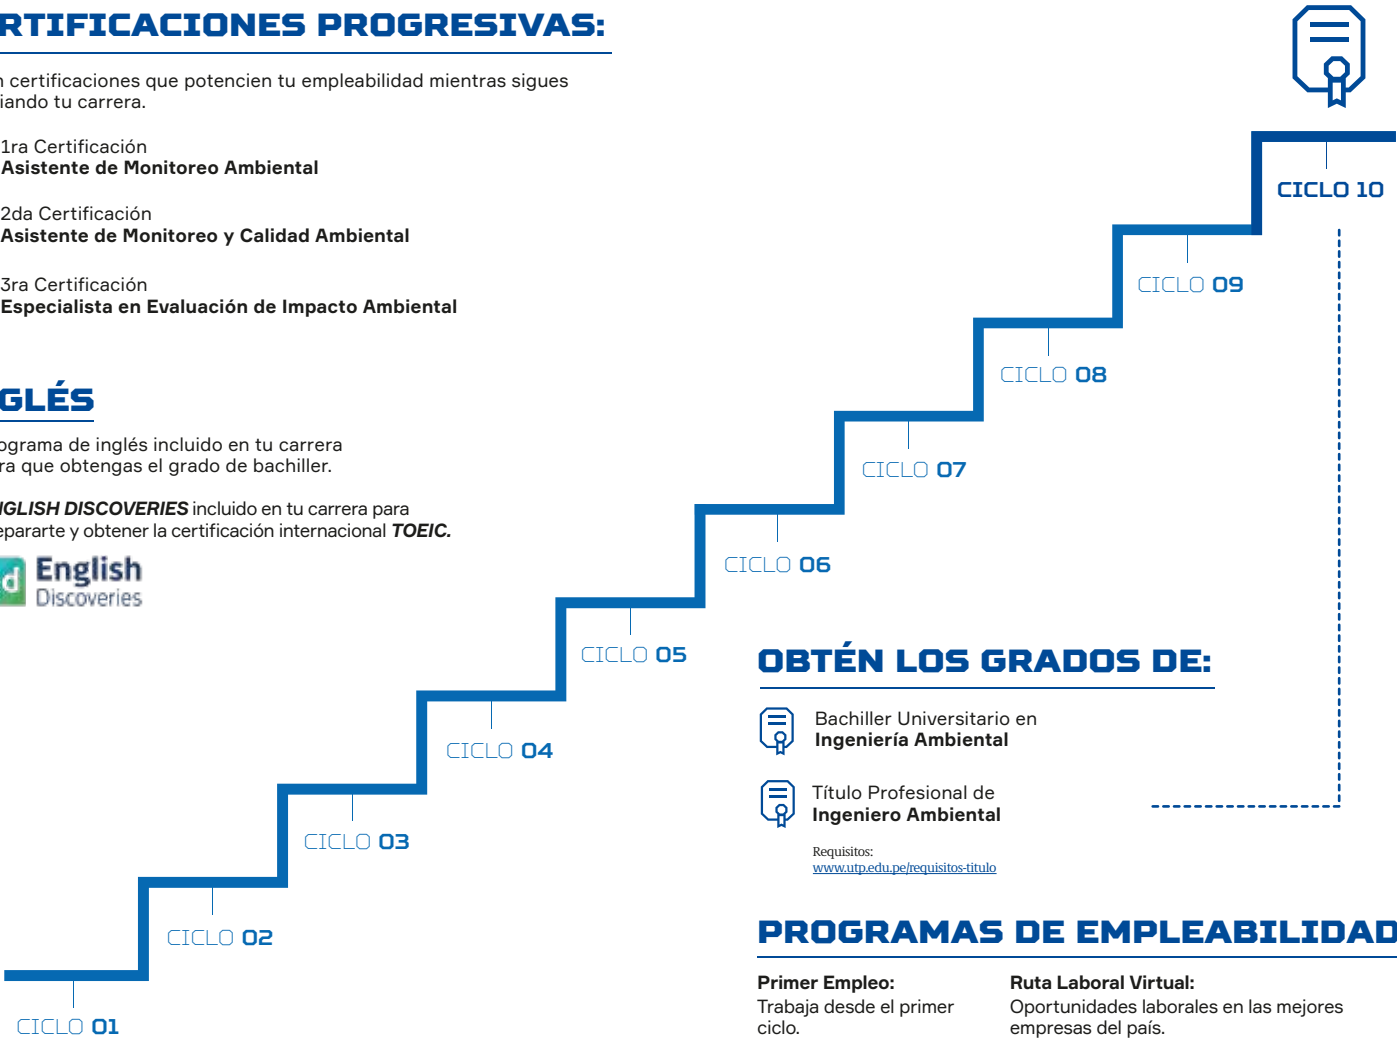 RTIFICACIONES PROGRESIVAS:
n certificaciones que potencien tu empleabilidad mientras sigues
iando tu carrera.
1ra Certificación
Asistente de Monitoreo Ambiental
2da Certificación
Asistente de Monitoreo y Calidad Ambiental
3ra Certificación
Especialista en Evaluación de Impacto Ambiental
GLÉS
ograma de inglés incluido en tu carrera
ra que obtengas el grado de bachiller.
NGLISH DISCOVERIES incluido en tu carrera para
epararte y obtener la certificación internacional TOEIC.
d English
Discoveries
CICLO 10
CICLO 09
CICLO 08
CICLO 07
CICLO 06
CICLO 05
CICLO 04
CICLO 03
CICLO 02
CICLO 01
OBTÉN LOS GRADOS DE:
Bachiller Universitario en
Ingeniería Ambiental
Título Profesional de
Ingeniero Ambiental
Requisitos:
www.utp.edu.pe/requisitos-titulo
PROGRAMAS DE EMPLEABILIDAD
Primer Empleo:
Trabaja desde el primer
ciclo.
Ruta Laboral Virtual:
Oportunidades laborales en las mejores
empresas del país.